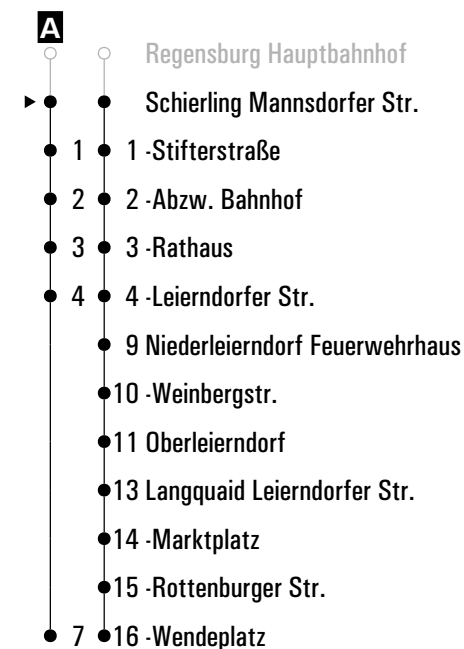 A
Regensburg Hauptbahnhof
Schierling Mannsdorfer Str.
1 1 -Stifterstraße
2 2 -Abzw. Bahnhof
3 3 -Rathaus
4 4 -Leierndorfer Str.
9 Niederleierndorf Feuerwehrhaus
10 -Weinbergstr.
11 Oberleierndorf
13 Langquaid Leierndorfer Str.
14 -Marktplatz
15 -Rottenburger Str.
7 16 -Wendeplatz